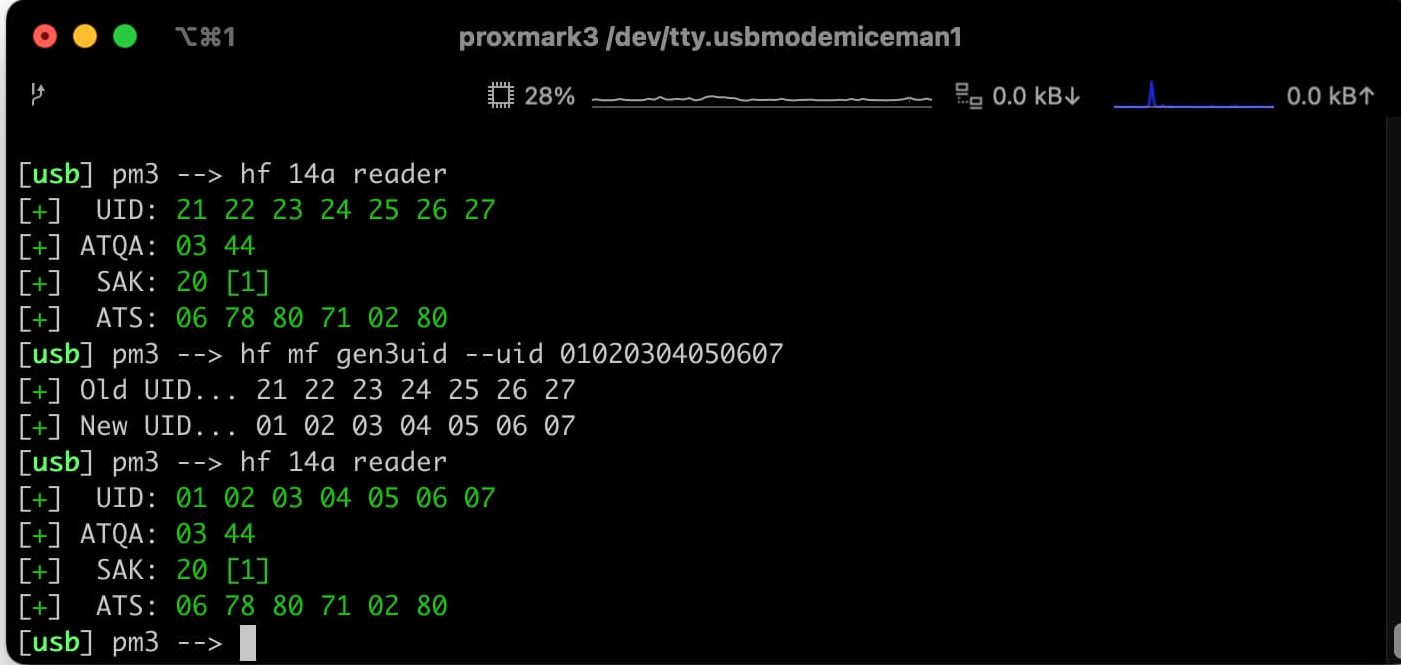 ⌥⌘1 proxmark3 /dev/tty.usbmodemiceman1
28% 0.0 kB↓ 0.0 kB↑
[usb] pm3 --> hf 14a reader
[+]  UID: 21 22 23 24 25 26 27
[+] ATQA: 03 44
[+]  SAK: 20 [1]
[+]  ATS: 06 78 80 71 02 80
[usb] pm3 --> hf mf gen3uid --uid 01020304050607
[+] Old UID... 21 22 23 24 25 26 27
[+] New UID... 01 02 03 04 05 06 07
[usb] pm3 --> hf 14a reader
[+]  UID: 01 02 03 04 05 06 07
[+] ATQA: 03 44
[+]  SAK: 20 [1]
[+]  ATS: 06 78 80 71 02 80
[usb] pm3 -->